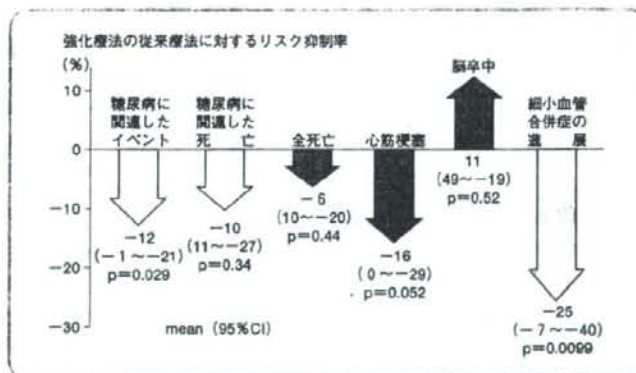 強化療法の従来療法に対するリスク抑制率
(%)
10
0
−10
−20
−30
糖尿病に
関連した
イベント
−12
(−1〜−21)
p=0.029
糖尿病に
関連した
死 亡
−10
(11〜−27)
p=0.34
全死亡
−6
(10〜−20)
p=0.44
心筋梗塞
−16
(0〜−29)
p=0.052
脳卒中
11
(49〜−19)
p=0.52
細小血管
合併症の
進 展
−25
(−7〜−40)
p=0.0099
mean (95%CI)